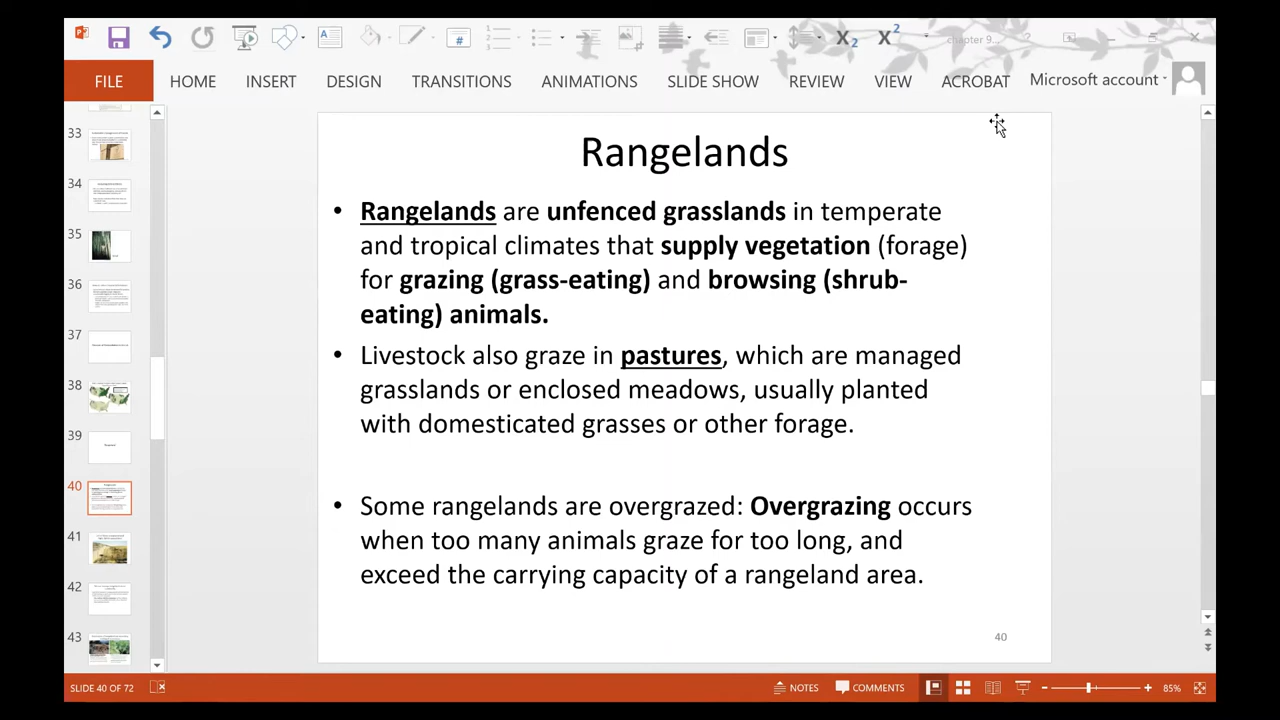 chapter 9...
FILE HOME INSERT DESIGN TRANSITIONS ANIMATIONS SLIDE SHOW REVIEW VIEW ACROBAT Microsoft account
33
34
35
36
37
38
39
40
41
42
43
Rangelands
• Rangelands are unfenced grasslands in temperate
and tropical climates that supply vegetation (forage)
for grazing (grass-eating) and browsing (shrub-
eating) animals.
• Livestock also graze in pastures, which are managed
grasslands or enclosed meadows, usually planted
with domesticated grasses or other forage.
• Some rangelands are overgrazed: Overgrazing occurs
when too many animals graze for too long, and
exceed the carrying capacity of a rangeland area.
40
SLIDE 40 OF 72 NOTES COMMENTS 85%